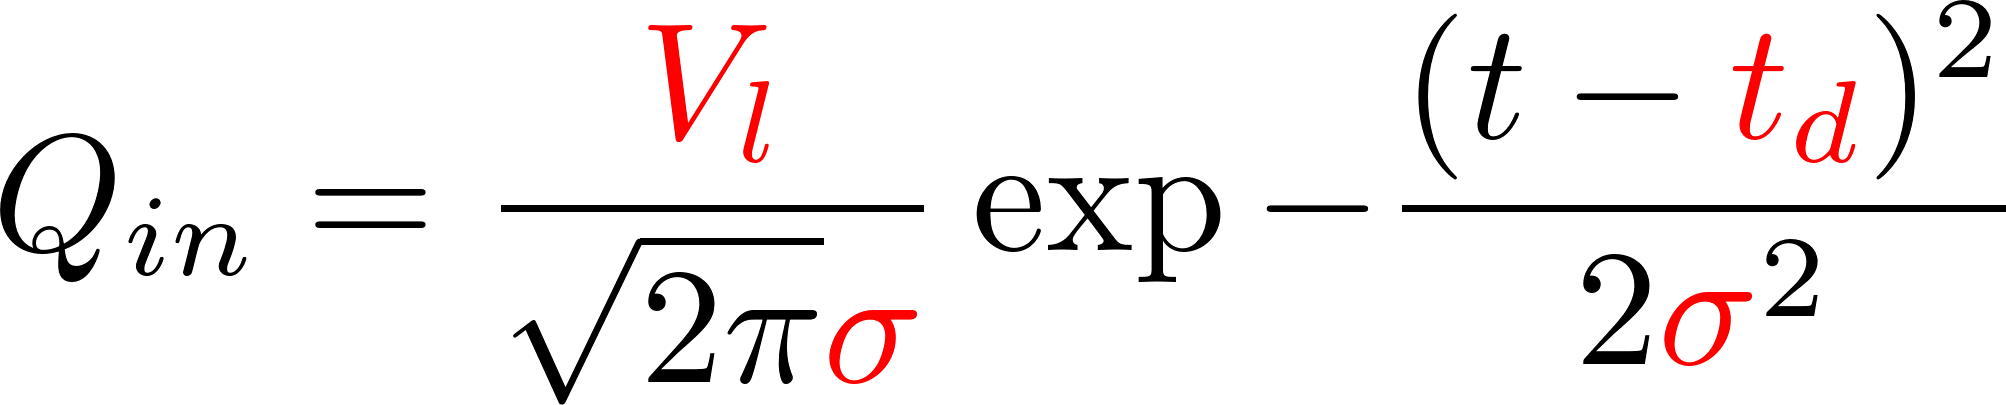 Q_{in} = \frac{V_l}{\sqrt{2\pi}\sigma} \exp -\frac{(t - t_d)^2}{2\sigma^2}